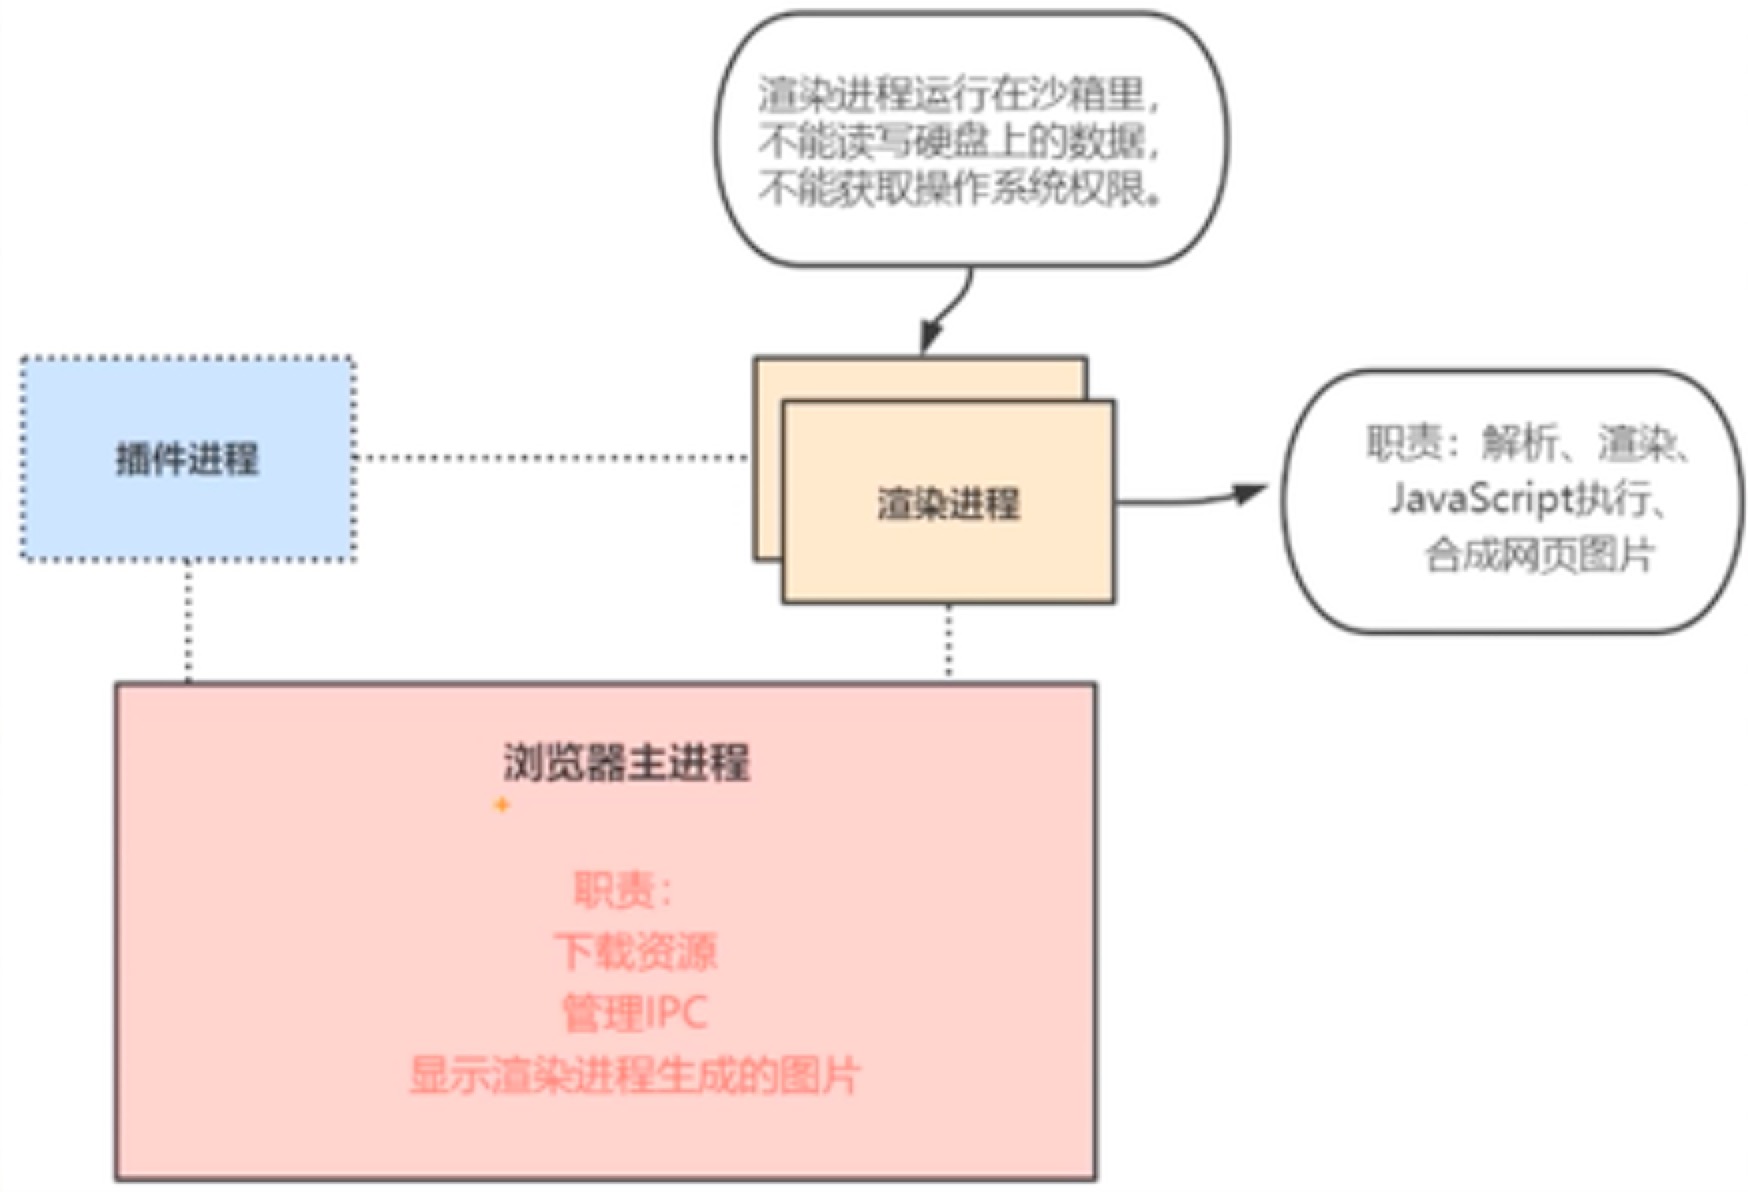 渲染进程运行在沙箱里，
不能读写硬盘上的数据，
不能获取操作系统权限。
插件进程
渲染进程
职责：解析、渲染、
JavaScript执行、
合成网页图片
浏览器主进程
职责：
下载资源
管理IPC
显示渲染进程生成的图片